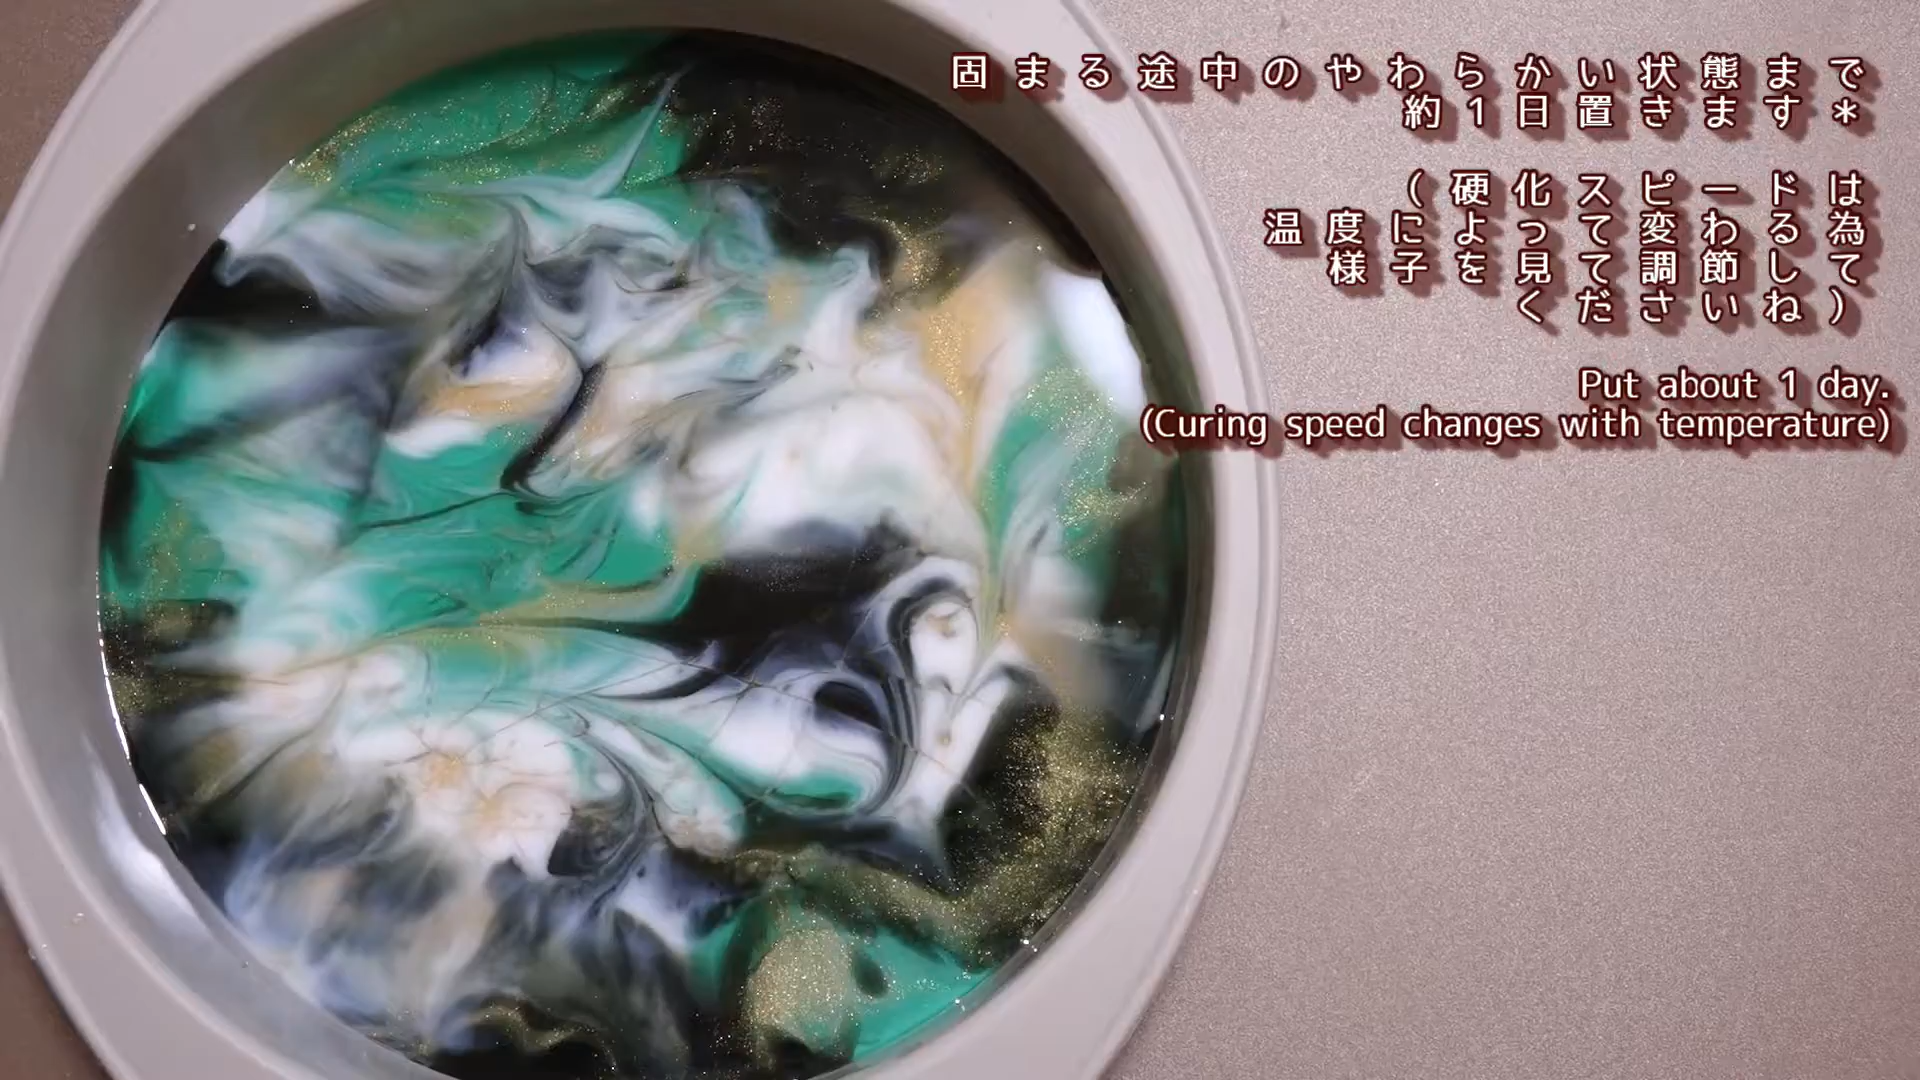 固まる途中のやわらかい状態まで
約1日置きます*
(硬化スピードは
温度によって変わる為
様子を見て調節して
くださいね)
Put about 1 day.
(Curing speed changes with temperature)